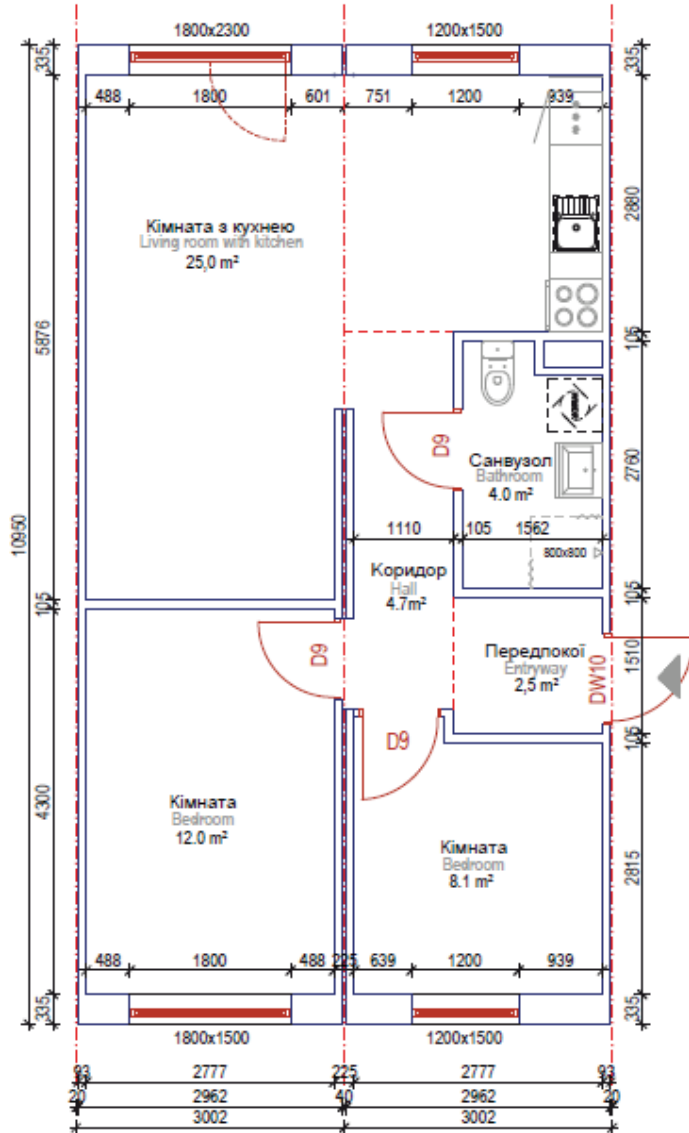 1800x2300 1200x1500
335 335
488 1800 601 751 1200 939
Кімната з кухнею
Living room with kitchen
25,0 m²
2880
5876
105
D9
Санвузол
Bathroom
4.0 m²
2760
10950
1110 105 1562
800x800
Коридор
Hall
4.7m²
105 105
D9
Передпокої
Entryway
2,5 m²
DW10
1510
D9
105
4300
Кімната
Bedroom
12.0 m²
Кімната
Bedroom
8.1 m²
2815
488 1800 488 225 639 1200 939
335 335
1800x1500 1200x1500
93 2777 225 2777 93
20 2962 40 2962 20
3002 3002